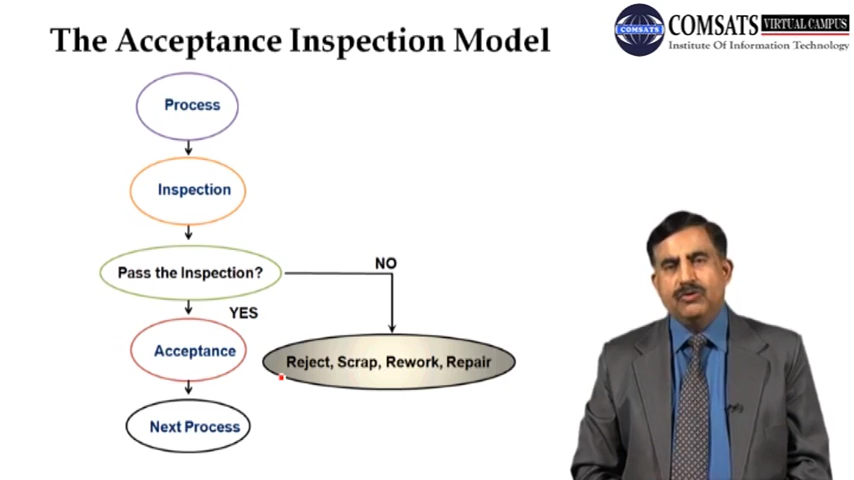 The Acceptance Inspection Model
COMSATS VIRTUAL CAMPUS
COMSATS
Institute Of Information Technology
Process
Inspection
Pass the Inspection?
NO
YES
Acceptance
Reject, Scrap, Rework, Repair
Next Process